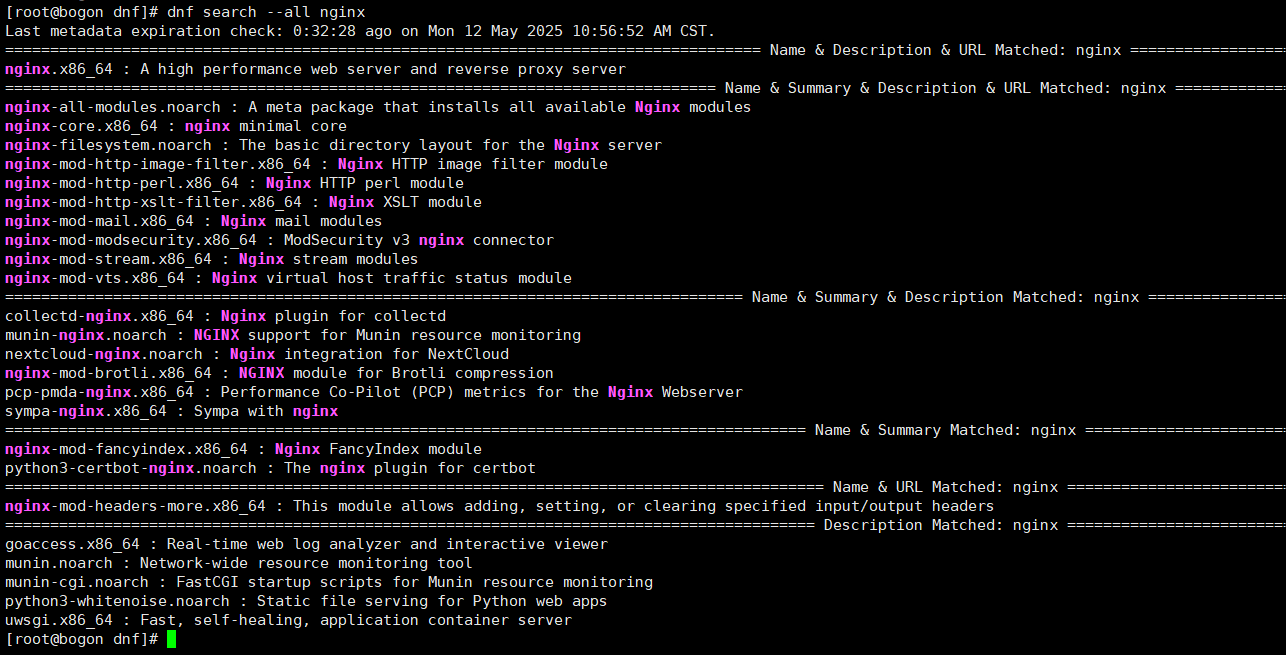 [root@bogon dnf]# dnf search --all nginx
Last metadata expiration check: 0:32:28 ago on Mon 12 May 2025 10:56:52 AM CST.
==================================================================================== Name & Description & URL Matched: nginx =================
nginx.x86_64 : A high performance web server and reverse proxy server
=============================================================================== Name & Summary & Description & URL Matched: nginx ============
nginx-all-modules.noarch : A meta package that installs all available Nginx modules
nginx-core.x86_64 : nginx minimal core
nginx-filesystem.noarch : The basic directory layout for the Nginx server
nginx-mod-http-image-filter.x86_64 : Nginx HTTP image filter module
nginx-mod-http-perl.x86_64 : Nginx HTTP perl module
nginx-mod-http-xslt-filter.x86_64 : Nginx XSLT module
nginx-mod-mail.x86_64 : Nginx mail modules
nginx-mod-modsecurity.x86_64 : ModSecurity v3 nginx connector
nginx-mod-stream.x86_64 : Nginx stream modules
nginx-mod-vts.x86_64 : Nginx virtual host traffic status module
================================================================================== Name & Summary & Description Matched: nginx ===============
collectd-nginx.x86_64 : Nginx plugin for collectd
munin-nginx.noarch : NGINX support for Munin resource monitoring
nextcloud-nginx.noarch : Nginx integration for NextCloud
nginx-mod-brotli.x86_64 : NGINX module for Brotli compression
pcp-pmda-nginx.x86_64 : Performance Co-Pilot (PCP) metrics for the Nginx Webserver
sympa-nginx.x86_64 : Sympa with nginx
========================================================================================= Name & Summary Matched: nginx ======================
nginx-mod-fancyindex.x86_64 : Nginx FancyIndex module
python3-certbot-nginx.noarch : The nginx plugin for certbot
=========================================================================================== Name & URL Matched: nginx ========================
nginx-mod-headers-more.x86_64 : This module allows adding, setting, or clearing specified input/output headers
========================================================================================== Description Matched: nginx ========================
goaccess.x86_64 : Real-time web log analyzer and interactive viewer
munin.noarch : Network-wide resource monitoring tool
munin-cgi.noarch : FastCGI startup scripts for Munin resource monitoring
python3-whitenoise.noarch : Static file serving for Python web apps
uwsgi.x86_64 : Fast, self-healing, application container server
[root@bogon dnf]#